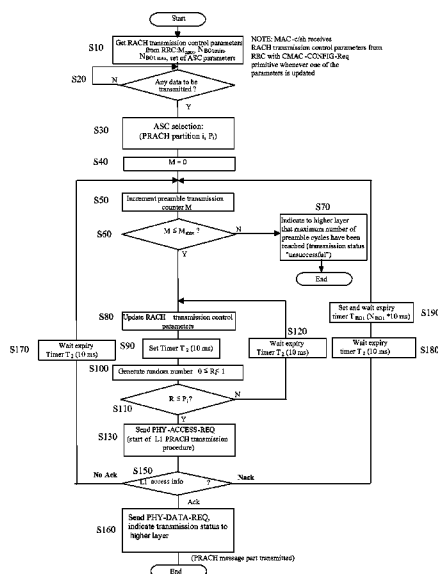 Start
S10
Get RACH transmission control parameters
from RRC: M
set of ASC parameters
NOTE: MAC-c/sh receives
RACH transmission control parameters from
RRC with CMAC-CONFIG-Req
primitive whenever one of the
parameters is updated
S20
N
Any data to be
transmitted ?
Y
S30
ASC selection:
(PRACH partition i, Pi)
S40
M = 0
S50
Increment preamble transmission
counter M
S60
M ≤ Mmax ?
N
Y
S70
Indicate to higher layer
that maximum number of
preamble cycles have been
reached (transmission status
"unsuccessful")
End
S80
Update RACH transmission control
parameters
S90
Set Timer T2 (10 ms)
S100
Generate random number 0 ≤ R ≤ 1
S110
R ≤ Pi?
N
Y
S120
Wait expiry
Timer T2 (10 ms)
S130
Send PHY-ACCESS-REQ
(start of L1 PRACH transmission
procedure)
S170
Wait expiry
Timer T2 (10 ms)
S190
Set and wait expiry
timer TBO1 (NBO1 *10 ms)
S180
Wait expiry
timer T2 (10 ms)
S150
L1 access info ?
No Ack
Nack
Ack
S160
Send PHY-DATA-REQ,
indicate transmission status to
higher layer
(PRACH message part transmitted)
End